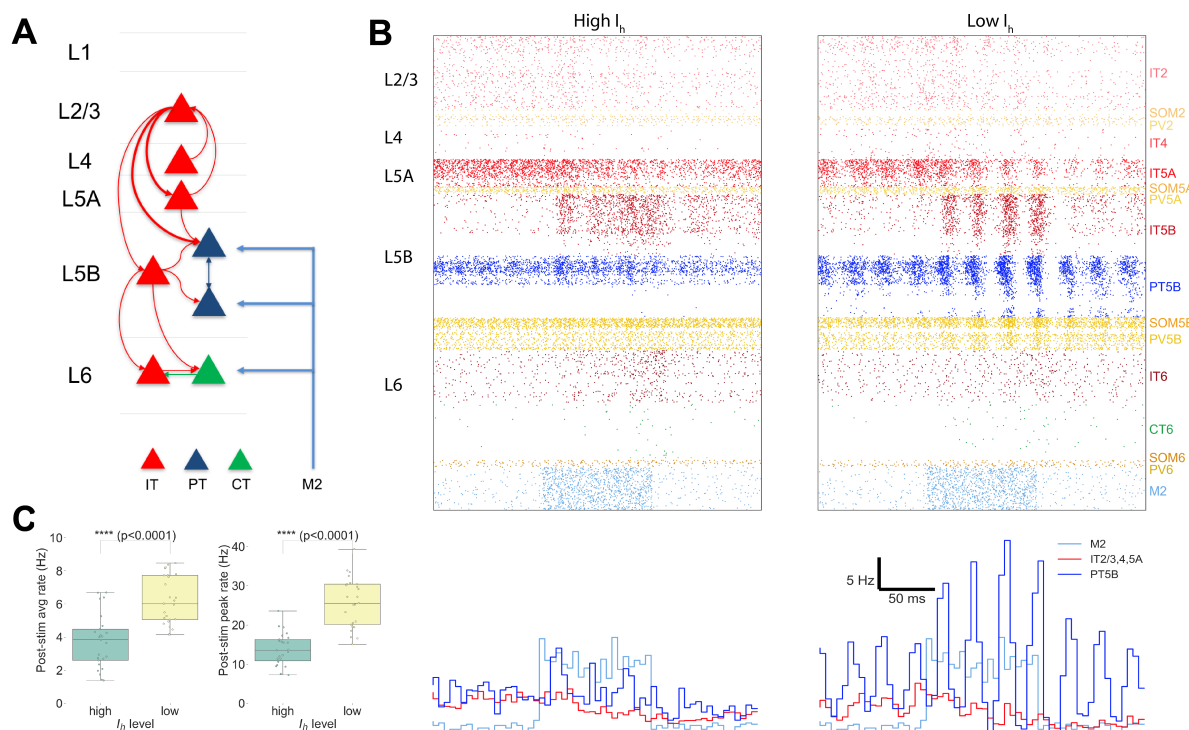 A
L1
L2/3
L4
L5A
L5B
L6
IT PT CT M2
B
High Ih
Low Ih
L2/3
L4
L5A
L5B
L6
IT2
SOM2
PV2
IT4
IT5A
SOM5A
PV5A
IT5B
PT5B
SOM5B
PV5B
IT6
CT6
SOM6
PV6
M2
C
**** (p<0.0001)
Post-stim avg rate (Hz)
10
8
6
4
2
0
high low
Ih level
**** (p<0.0001)
Post-stim peak rate (Hz)
40
30
20
10
0
high low
Ih level
5 Hz
50 ms
M2
IT2/3,4,5A
PT5B